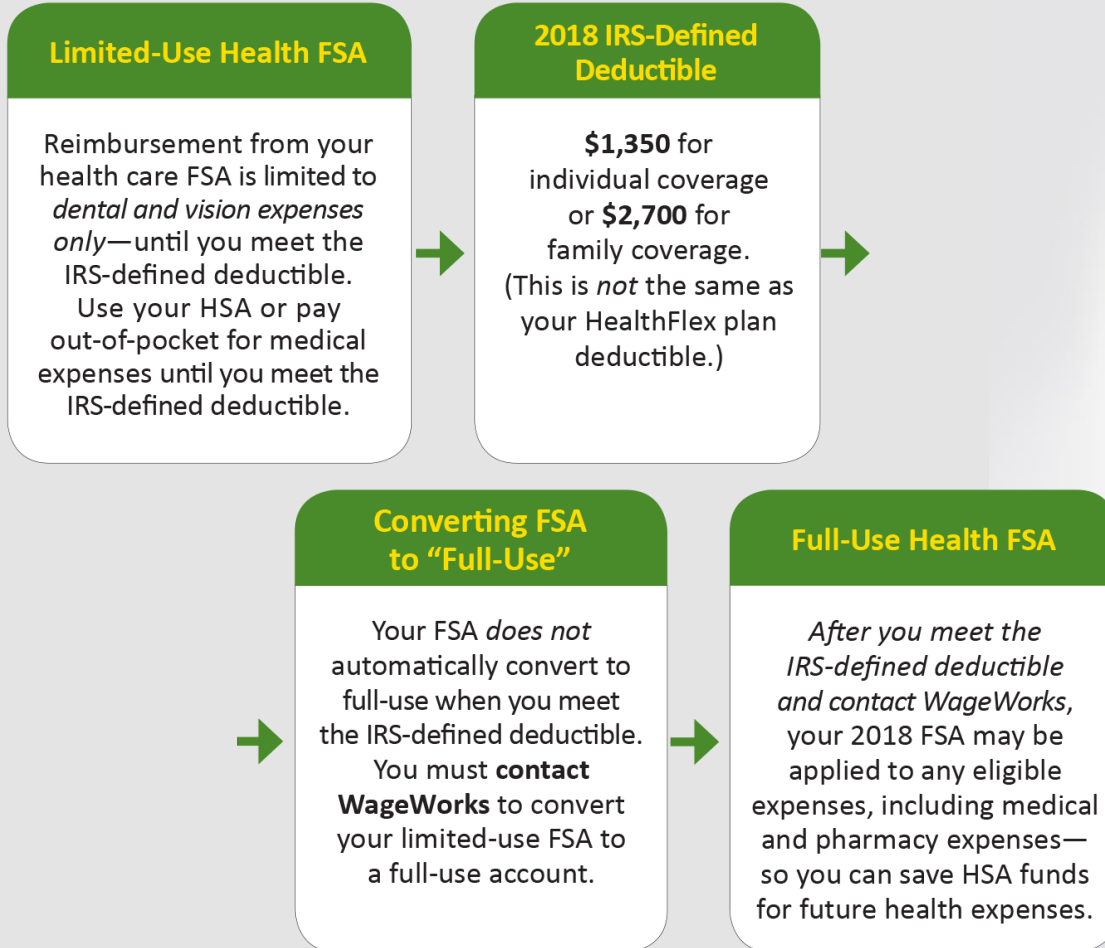 Limited-Use Health FSA
Reimbursement from your
health care FSA is limited to
dental and vision expenses
only—until you meet the
IRS-defined deductible.
Use your HSA or pay
out-of-pocket for medical
expenses until you meet the
IRS-defined deductible.
2018 IRS-Defined
Deductible
$1,350 for
individual coverage
or $2,700 for
family coverage.
(This is not the same as
your HealthFlex plan
deductible.)
Converting FSA
to “Full-Use”
Your FSA does not
automatically convert to
full-use when you meet
the IRS-defined deductible.
You must contact
WageWorks to convert
your limited-use FSA to
a full-use account.
Full-Use Health FSA
After you meet the
IRS-defined deductible
and contact WageWorks,
your 2018 FSA may be
applied to any eligible
expenses, including medical
and pharmacy expenses—
so you can save HSA funds
for future health expenses.